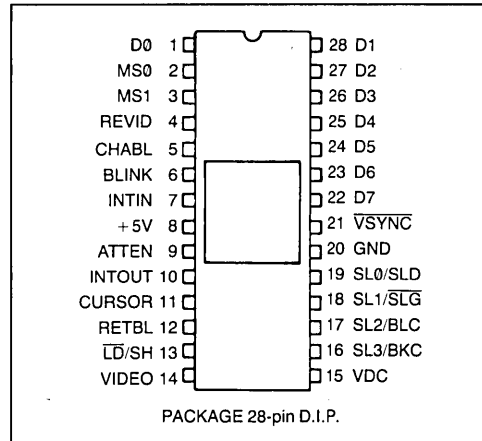 D0 1 28 D1
MS0 2 27 D2
MS1 3 26 D3
REVID 4 25 D4
CHABL 5 24 D5
BLINK 6 23 D6
INTIN 7 22 D7
+5V 8 21 VSYNC
ATTEN 9 20 GND
INTOUT 10 19 SL0/SLD
CURSOR 11 18 SL1/SLG
RETBL 12 17 SL2/BLC
LD/SH 13 16 SL3/BKC
VIDEO 14 15 VDC
PACKAGE 28-pin D.I.P.